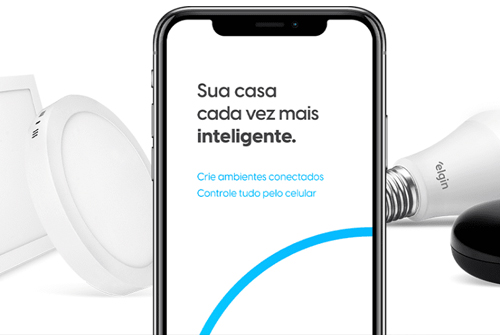 Sua casa
cada vez mais
inteligente.
Crie ambientes conectados
Controle tudo pelo celular
elgin